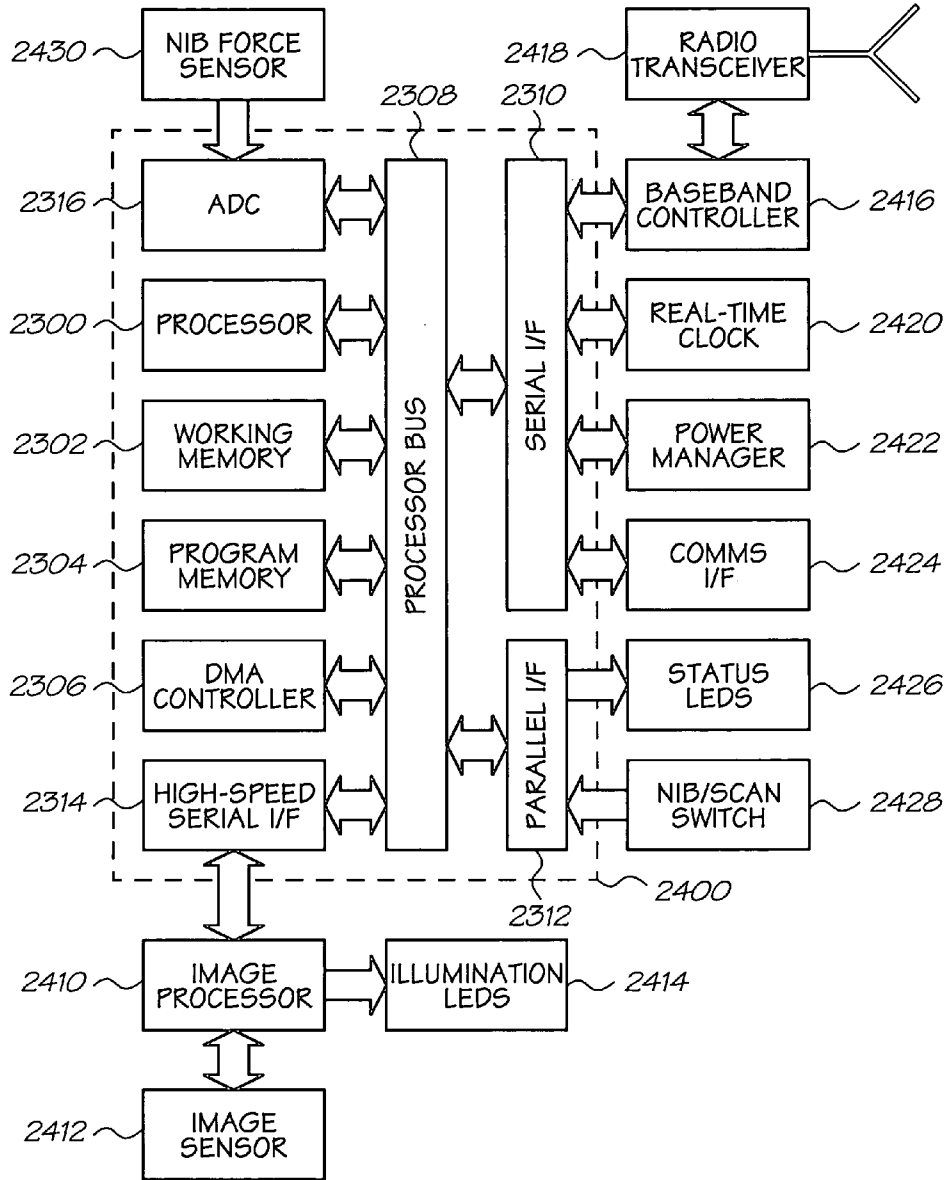 2430
NIB FORCE
SENSOR
2418
RADIO
TRANSCEIVER
2308
2310
2316
ADC
BASEBAND
CONTROLLER
2416
2300
PROCESSOR
REAL-TIME
CLOCK
2420
2302
WORKING
MEMORY
PROCESSOR BUS
SERIAL I/F
POWER
MANAGER
2422
2304
PROGRAM
MEMORY
COMMS
I/F
2424
2306
DMA
CONTROLLER
PARALLEL I/F
STATUS
LEDS
2426
2314
HIGH-SPEED
SERIAL I/F
NIB/SCAN
SWITCH
2428
2312
2400
2410
IMAGE
PROCESSOR
ILLUMINATION
LEDS
2414
2412
IMAGE
SENSOR